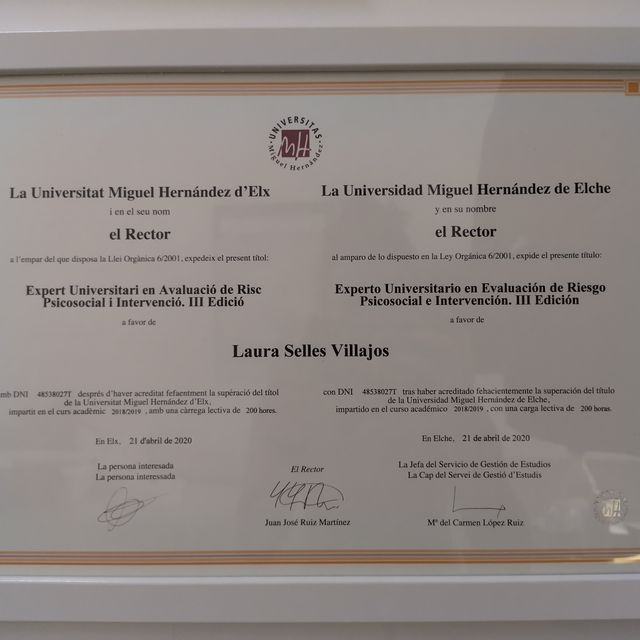 UNIVERSITAS
Miguel Hernández
La Universitat Miguel Hernández d'Elx
i en el seu nom
el Rector
a l'empar del que disposa la Llei Orgànica 6/2001, expedeix el present títol:
Expert Universitari en Avaluació de Risc
Psicosocial i Intervenció. III Edició
a favor de
La Universidad Miguel Hernández de Elche
y en su nombre
el Rector
al amparo de lo dispuesto en la Ley Orgánica 6/2001, expide el presente título:
Experto Universitario en Evaluación de Riesgo
Psicosocial e Intervención. III Edición
a favor de
Laura Selles Villajos
mb DNI 48538027T després d'haver acreditat fefaentment la superació del títol
de la Universitat Miguel Hernández d'Elx,
impartit en el curs acadèmic 2018/2019 , amb una càrrega lectiva de 200 hores.
En Elx, 21 d'abril de 2020
con DNI 48538027T tras haber acreditado fehacientemente la superación del título
de la Universidad Miguel Hernández de Elche,
impartido en el curso académico 2018/2019 , con una carga lectiva de 200 horas.
En Elche, 21 de abril de 2020
La persona interesada
La persona interessada
El Rector
Juan José Ruiz Martínez
La Jefa del Servicio de Gestión de Estudios
La Cap del Servei de Gestió d'Estudis
Mª del Carmen López Ruiz